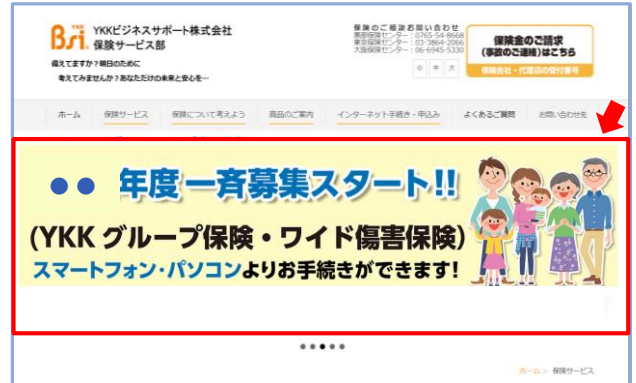 Bsi YKK YKKビジネスサポート株式会社
保険サービス部
備えてますか?明日のために
考えてみませんか?あなただけの未来と安心を…
保険のご相談お問い合わせ
黒部保険センター:0765-54-8668
東京保険センター:03-3864-2066
大阪保険センター:06-6945-5330
小 中 大
保険金のご請求
(事故のご連絡)はこちら
保険会社・代理店の受付番号
ホーム 保険サービス 保険について考えよう 商品のご案内 インターネット手続き・申込み よくあるご質問 お問い合わせ先
●● 年度 一斉募集スタート!!
(YKK グループ保険・ワイド傷害保険)
スマートフォン・パソコンよりお手続きができます!
ホーム > 保険サービス